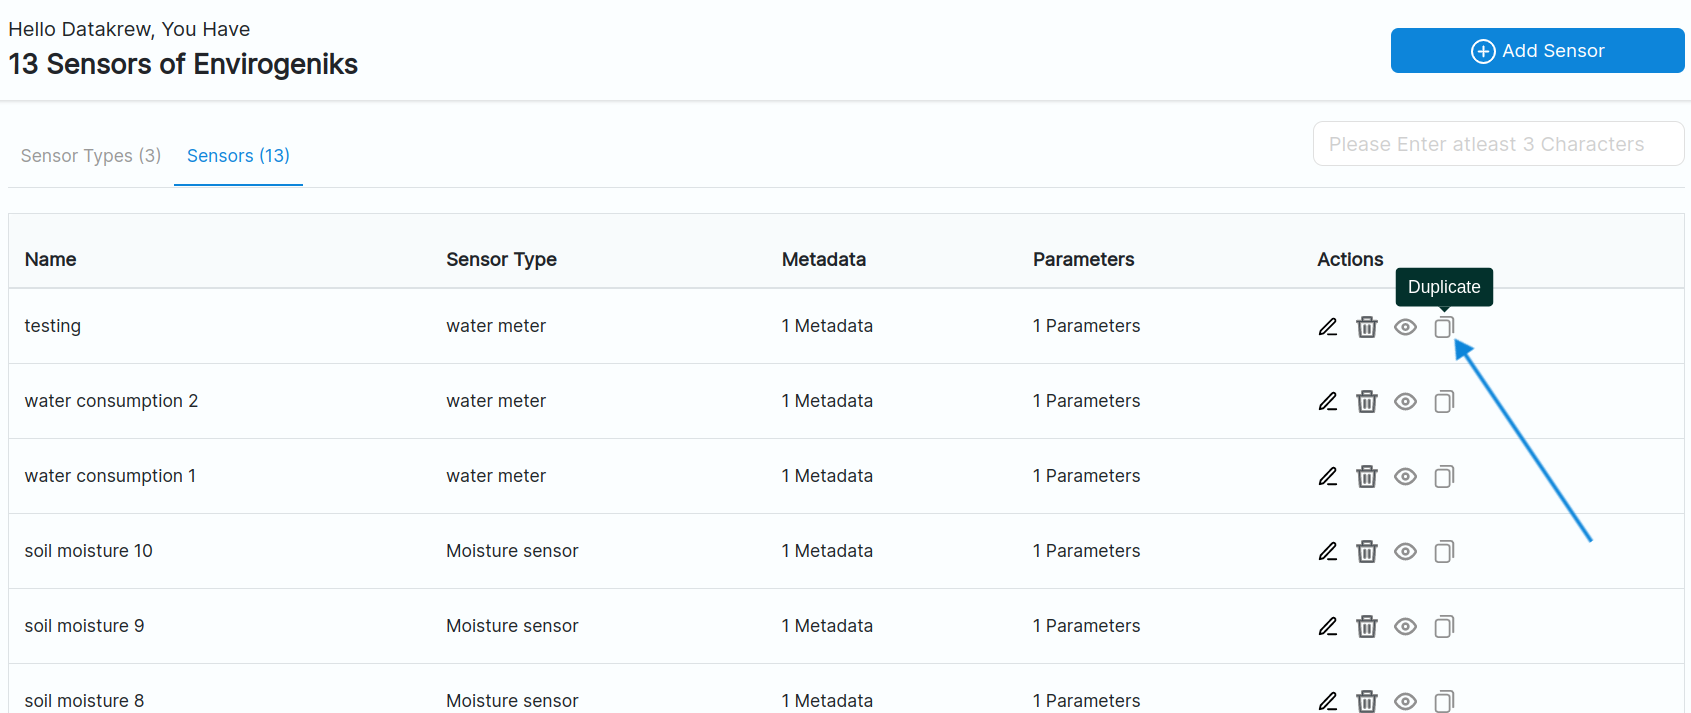 Hello Datakrew, You Have
13 Sensors of Envirogeniks
Add Sensor
Sensor Types (3) Sensors (13)
Please Enter atleast 3 Characters
Name Sensor Type Metadata Parameters Actions
Duplicate
testing water meter 1 Metadata 1 Parameters
water consumption 2 water meter 1 Metadata 1 Parameters
water consumption 1 water meter 1 Metadata 1 Parameters
soil moisture 10 Moisture sensor 1 Metadata 1 Parameters
soil moisture 9 Moisture sensor 1 Metadata 1 Parameters
soil moisture 8 Moisture sensor 1 Metadata 1 Parameters